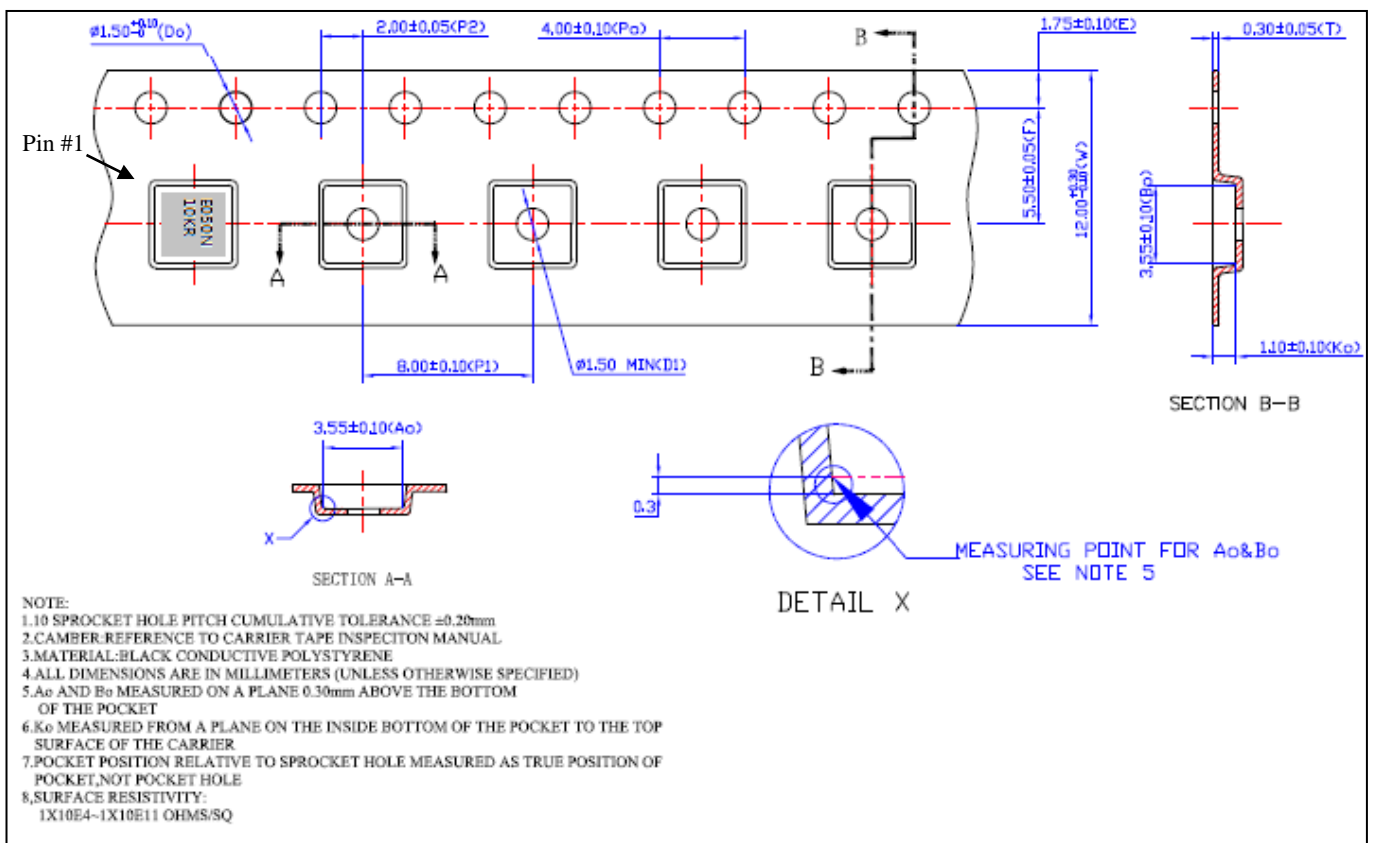 Ø1.50+0.10-0(Do)
2.00±0.05(P2)
4.00±0.10(Po)
B
1.75±0.10(E)
0.30±0.05(T)
Pin #1
EDSON
10KR
A
A
5.50±0.05(F)
12.00+0.30-0.10(W)
3.55±0.10(Bo)
8.00±0.10(P1)
Ø1.50 MIN(D1)
B
1.10±0.10(Ko)
SECTION B-B
3.55±0.10(Ao)
X
SECTION A-A
0.3
MEASURING POINT FOR Ao&Bo
SEE NOTE 5
DETAIL X
NOTE:
1.10 SPROCKET HOLE PITCH CUMULATIVE TOLERANCE ±0.20mm
2.CAMBER:REFERENCE TO CARRIER TAPE INSPECITON MANUAL
3.MATERIAL:BLACK CONDUCTIVE POLYSTYRENE
4.ALL DIMENSIONS ARE IN MILLIMETERS (UNLESS OTHERWISE SPECIFIED)
5.Ao AND Bo MEASURED ON A PLANE 0.30mm ABOVE THE BOTTOM
OF THE POCKET
6.Ko MEASURED FROM A PLANE ON THE INSIDE BOTTOM OF THE POCKET TO THE TOP
SURFACE OF THE CARRIER
7.POCKET POSITION RELATIVE TO SPROCKET HOLE MEASURED AS TRUE POSITION OF
POCKET,NOT POCKET HOLE
8,SURFACE RESISTIVITY:
1X10E4~1X10E11 OHMS/SQ